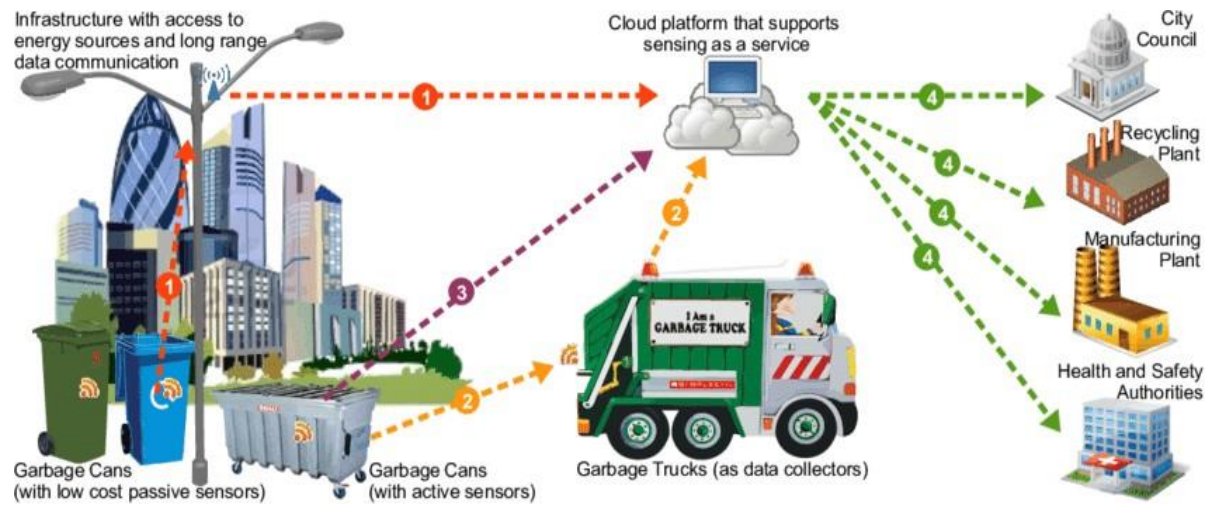 Infrastructure with access to
energy sources and long range
data communication
Cloud platform that supports
sensing as a service
City
Council
1
4
Recycling
Plant
4
4
Manufacturing
Plant
4
2
1
3
I Am a
GARBAGE TRUCK
2
Health and Safety
Authorities
Garbage Cans
(with low cost passive sensors)
Garbage Cans
(with active sensors)
Garbage Trucks (as data collectors)